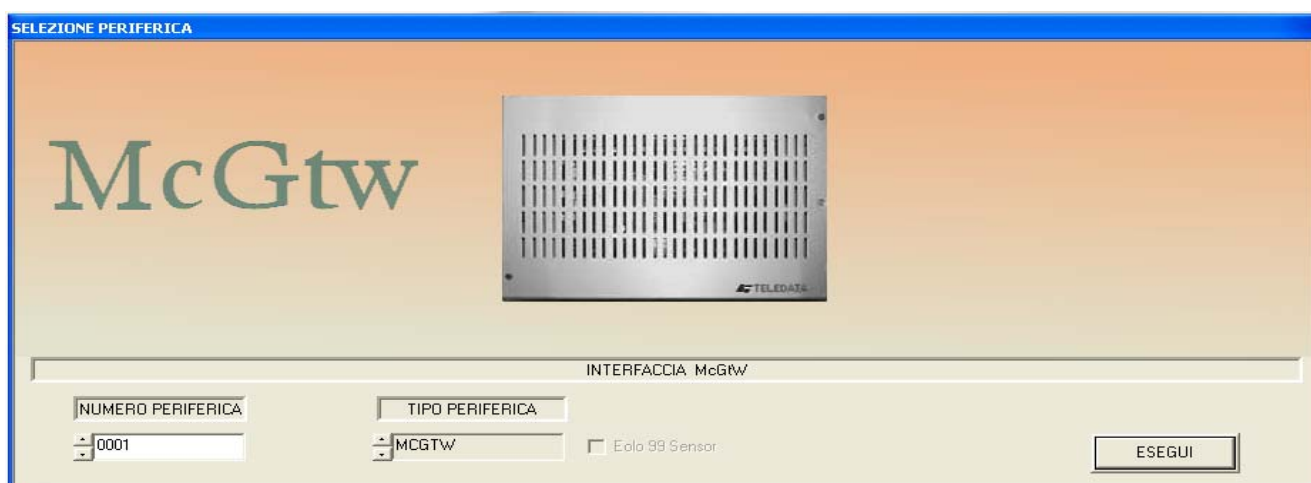 SELEZIONE PERIFERICA
McGtw
TELEDATA
INTERFACCIA McGtW
NUMERO PERIFERICA
TIPO PERIFERICA
0001
MCGTW
Eolo 99 Sensor
ESEGUI